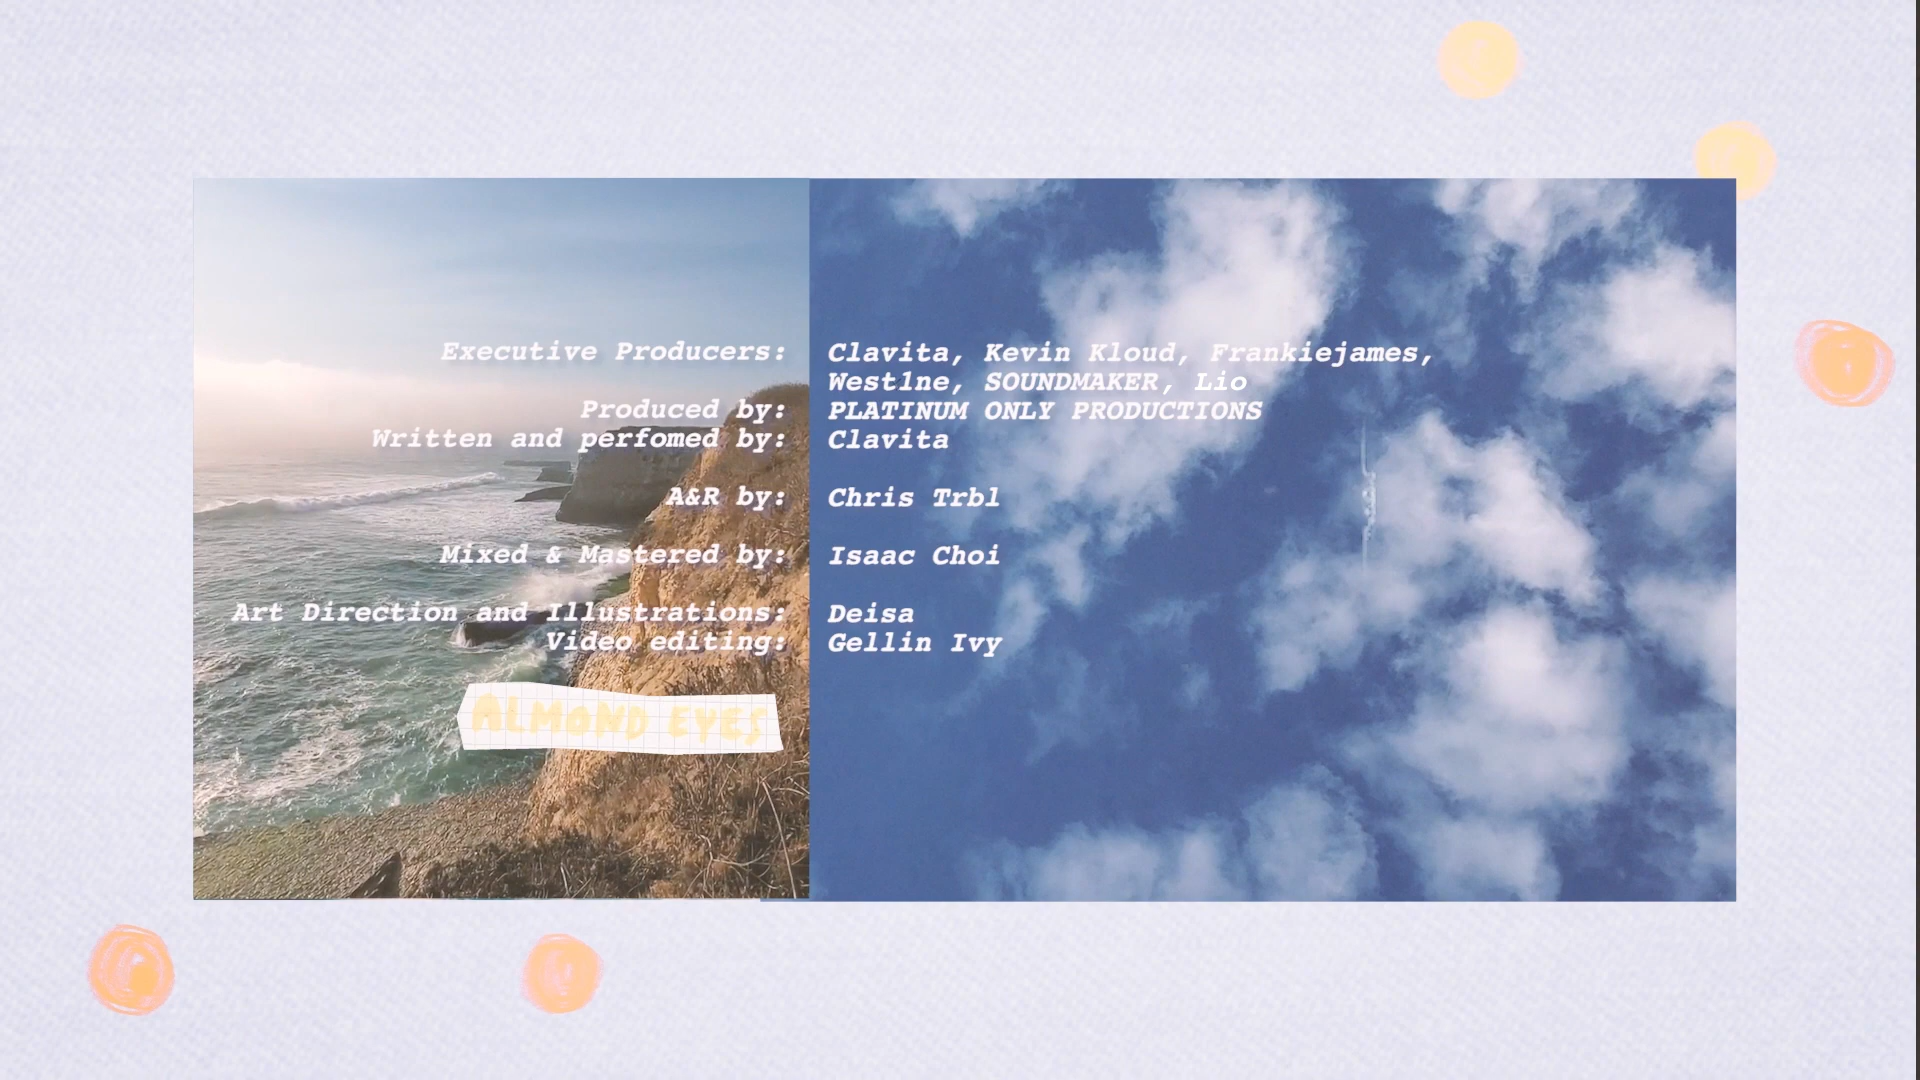 Executive Producers: Clavita, Kevin Kloud, Frankiejames,
West1ne, SOUNDMAKER, Lio
Produced by: PLATINUM ONLY PRODUCTIONS
Written and perfomed by: Clavita
A&R by: Chris Trbl
Mixed & Mastered by: Isaac Choi
Art Direction and Illustrations: Deisa
Video editing: Gellin Ivy
ALMOND EYES